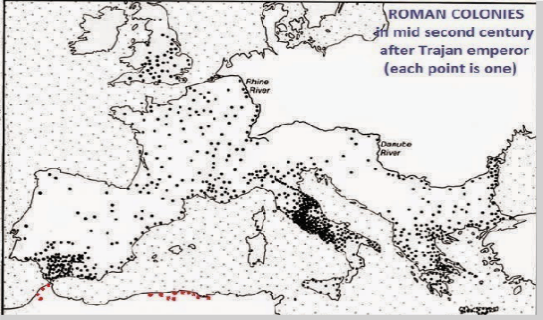 ROMAN COLONIES
in mid second century
after Trajan emperor
(each point is one)
Rhine
River
Danube
River